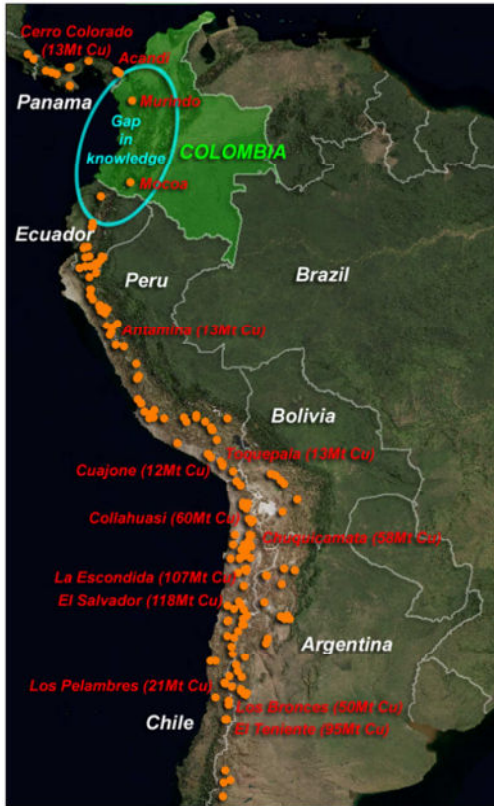 Cerro Colorado
(13Mt Cu)
Acandi
Panama
Murindo
Gap
in
knowledge
COLOMBIA
Mocoa
Ecuador
Peru
Brazil
Antamina (13Mt Cu)
Bolivia
Toquepala (13Mt Cu)
Cuajone (12Mt Cu)
Collahuasi (60Mt Cu)
Chuquicamata (58Mt Cu)
La Escondida (107Mt Cu)
El Salvador (118Mt Cu)
Argentina
Los Pelambres (21Mt Cu)
Los Bronces (50Mt Cu)
Chile
El Teniente (95Mt Cu)